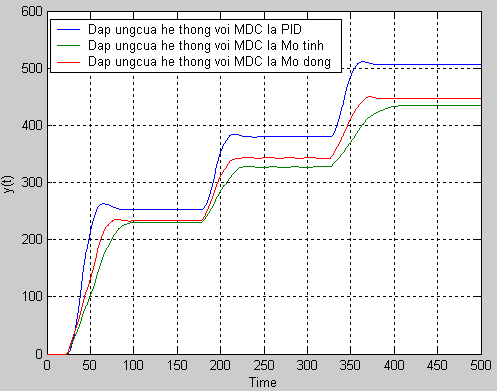 600
Dap ungcua he thong voi MDC la PID
Dap ungcua he thong voi MDC la Mo tinh
Dap ungcua he thong voi MDC la Mo dong
500
400
300
y(t)
200
100
0
0 50 100 150 200 250 300 350 400 450 500
Time